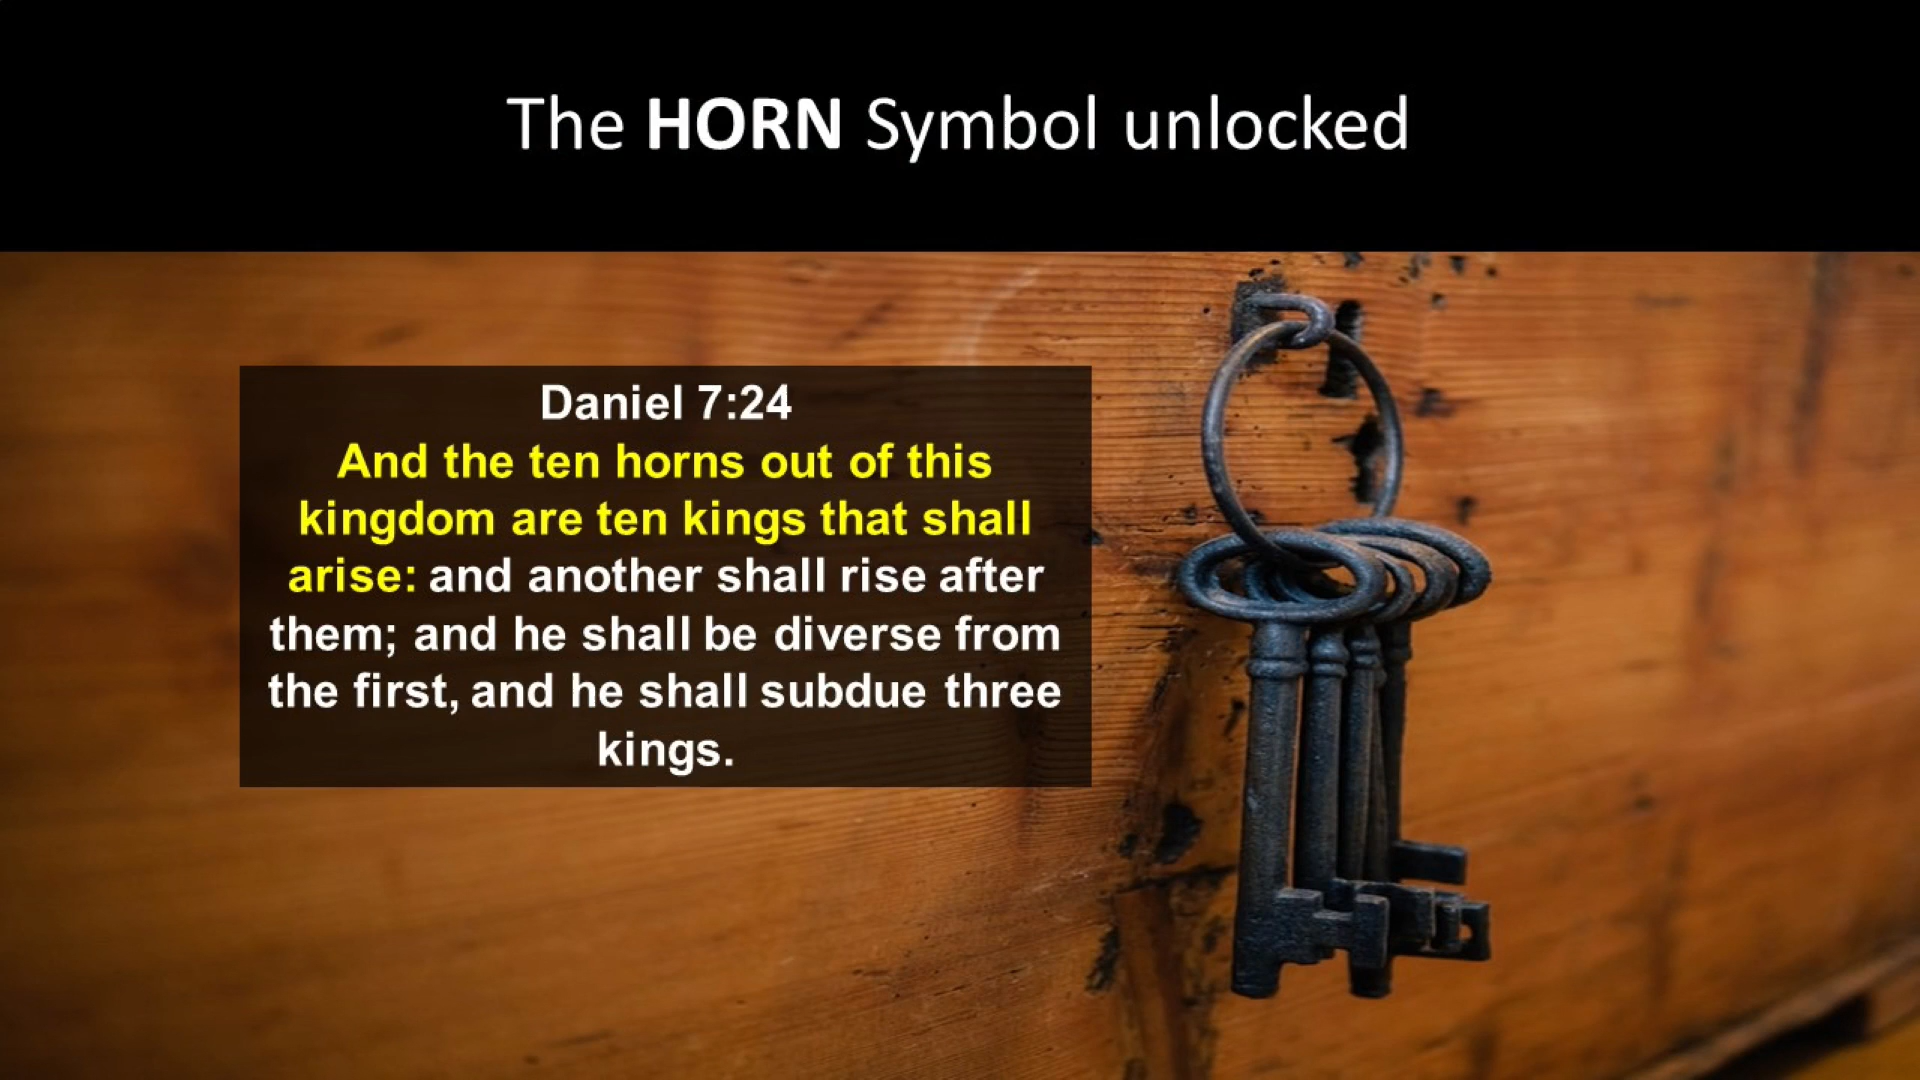 The HORN Symbol unlocked
Daniel 7:24
And the ten horns out of this
kingdom are ten kings that shall
arise: and another shall rise after
them; and he shall be diverse from
the first, and he shall subdue three
kings.